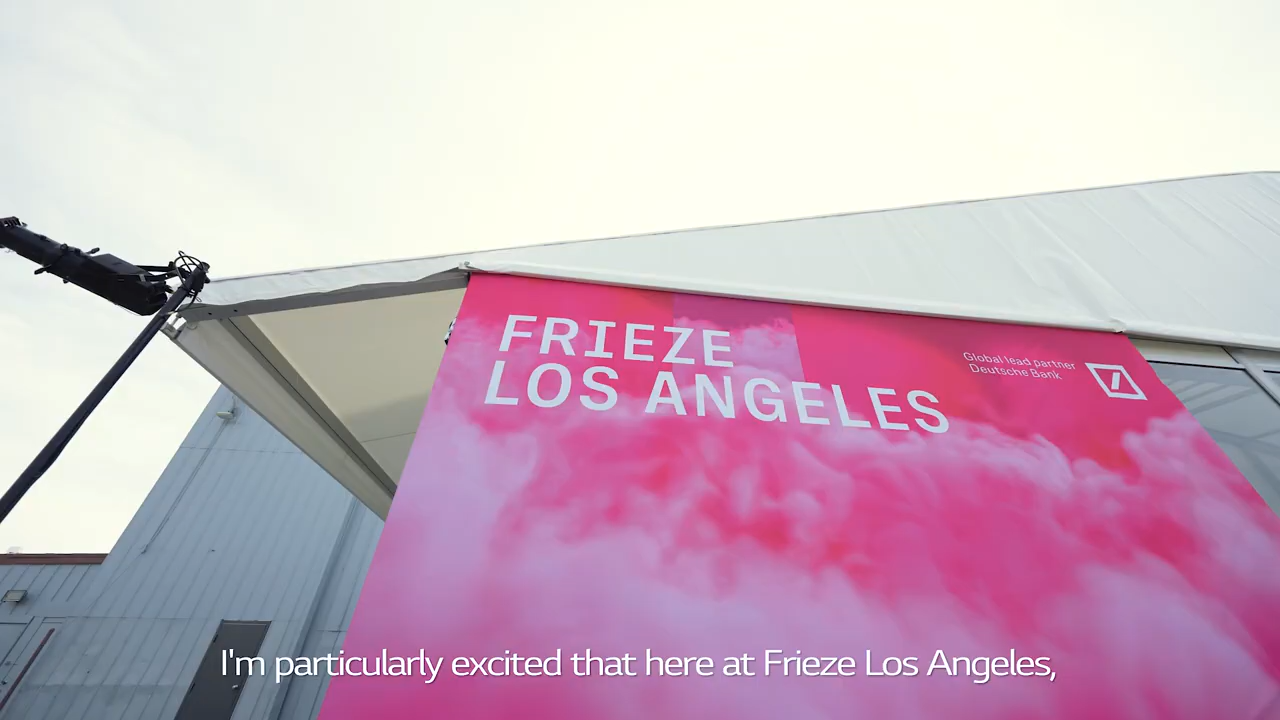 FRIEZE
LOS ANGELES
Global lead partner
Deutsche Bank
I'm particularly excited that here at Frieze Los Angeles,